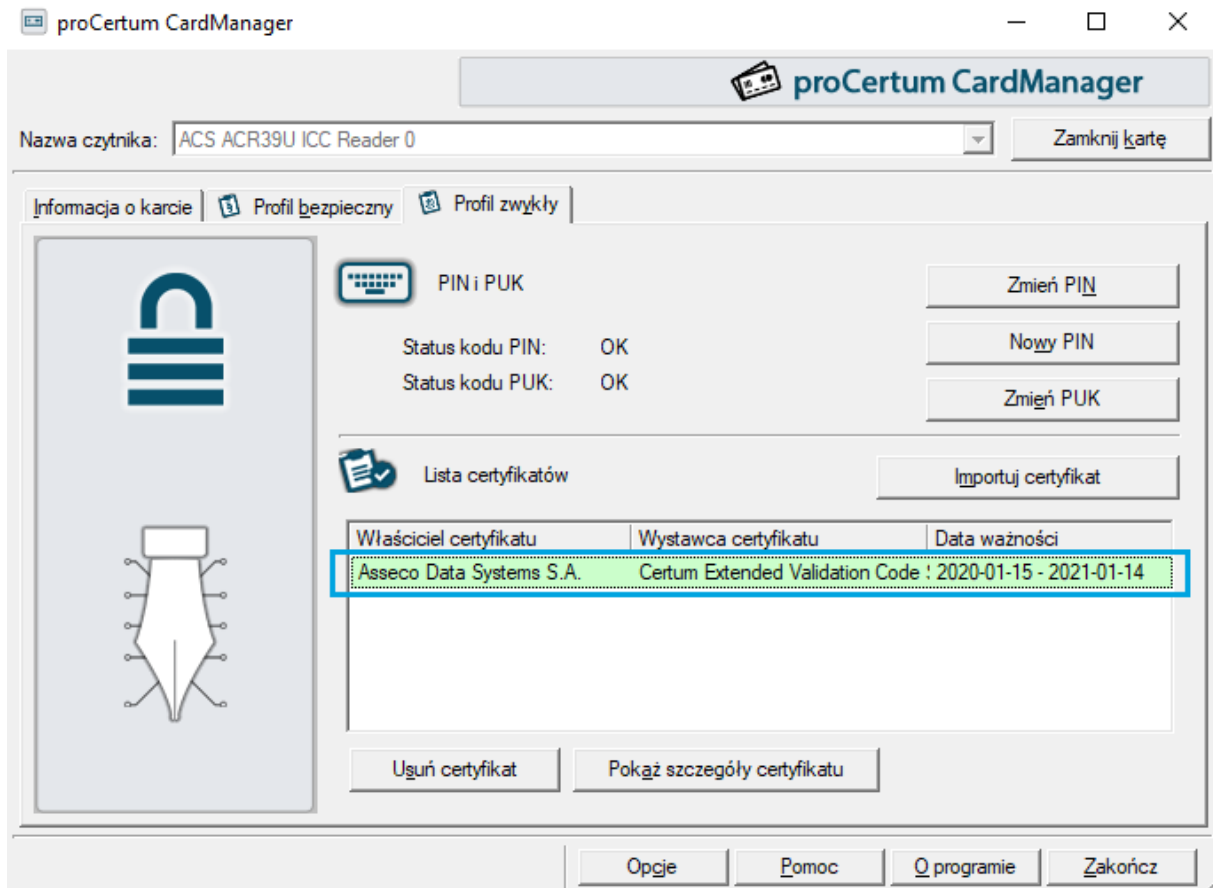 proCertum CardManager
proCertum CardManager
Nazwa czytnika: ACS ACR39U ICC Reader 0 Zamknij kartę
Informacja o karcie Profil bezpieczny Profil zwykły
PIN i PUK Zmień PIN
Status kodu PIN: OK Nowy PIN
Status kodu PUK: OK Zmień PUK
Lista certyfikatów Importuj certyfikat
Właściciel certyfikatu Wystawca certyfikatu Data ważności
Asseco Data Systems S.A. Certum Extended Validation Code 2020-01-15 - 2021-01-14
Usuń certyfikat Pokaż szczegóły certyfikatu
Opcje Pomoc O programie Zakończ